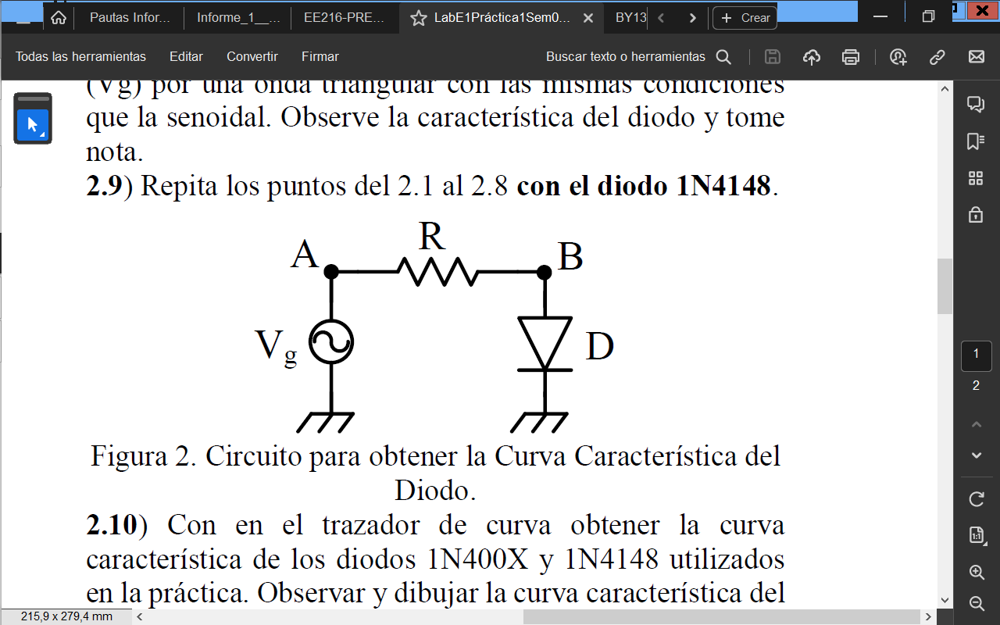 Pautas Infor...
Informe_1__...
EE216-PRE...
LabE1Práctica1Sem0...
BY13
Crear
Todas las herramientas
Editar
Convertir
Firmar
Buscar texto o herramientas
(Vg) por una onda triangular con las mismas condiciones
que la senoidal. Observe la característica del diodo y tome
nota.
2.9) Repita los puntos del 2.1 al 2.8 con el diodo 1N4148.
R
A
B
Vg
D
Figura 2. Circuito para obtener la Curva Característica del
Diodo.
2.10) Con en el trazador de curva obtener la curva
característica de los diodos 1N400X y 1N4148 utilizados
en la práctica. Observar y dibujar la curva característica del
1
2
1:1
215,9 x 279,4 mm